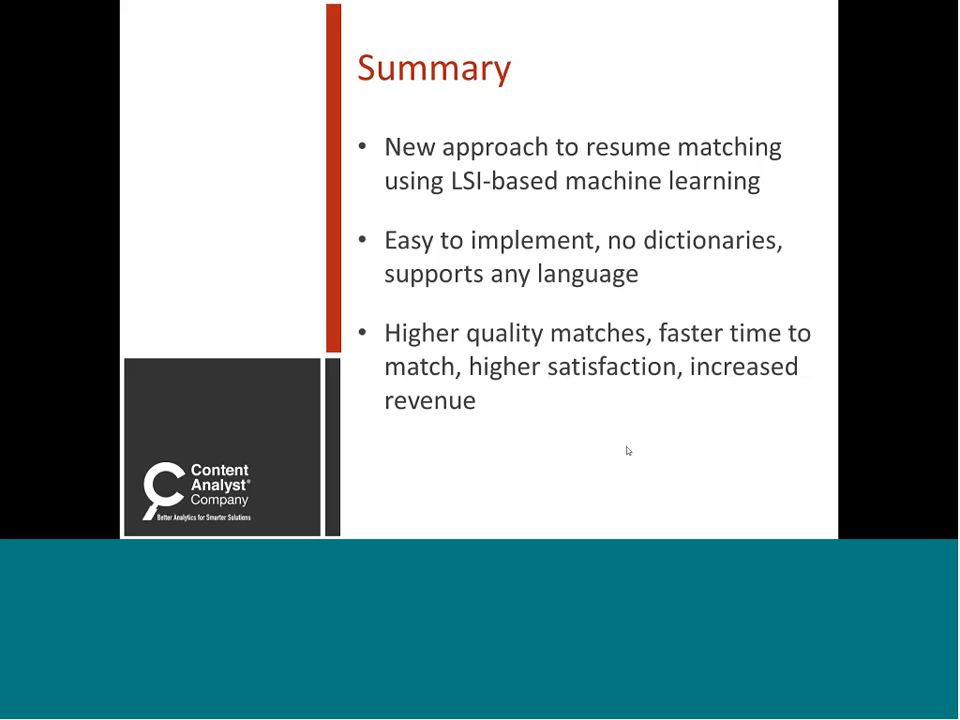 Summary
• New approach to resume matching
using LSI-based machine learning
• Easy to implement, no dictionaries,
supports any language
• Higher quality matches, faster time to
match, higher satisfaction, increased
revenue
Content
Analyst®
Company
Better Analytics for Smarter Solutions